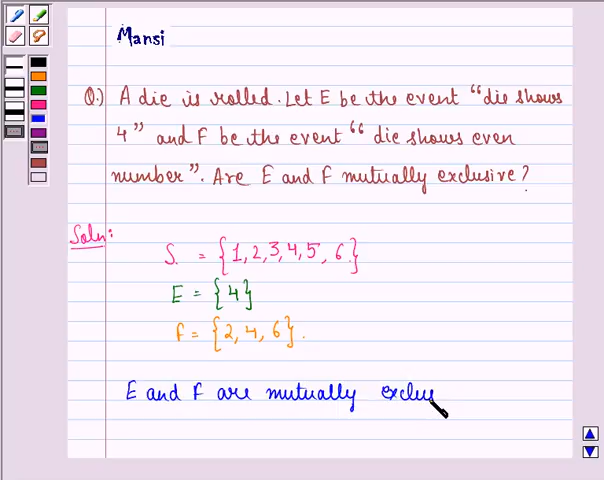 Mansi
Q.) A die is rolled. Let E be the event "die shows
4" and F be the event " die shows even
number". Are E and F mutually exclusive?
Soln:
S. = {1,2,3,4,5,6.}
E = {4}
F = {2,4,6}.
E and F are mutually exclus